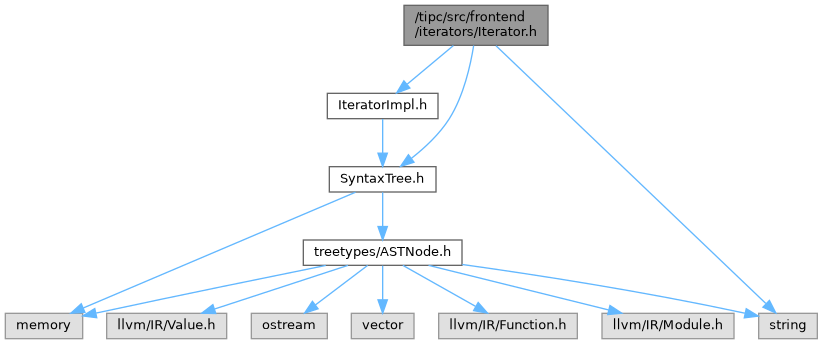 /tipc/src/frontend
/iterators/Iterator.h
IteratorImpl.h
SyntaxTree.h
treetypes/ASTNode.h
memory
llvm/IR/Value.h
ostream
vector
llvm/IR/Function.h
llvm/IR/Module.h
string